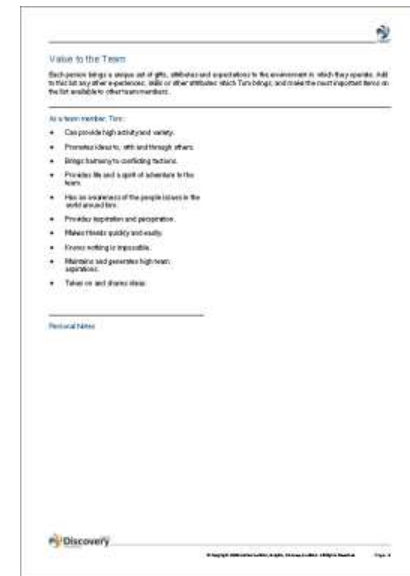 Value to the Team
Each person brings a unique set of gifts, attributes and expectations to the environment in which they operate. Add
to this list any other experiences, skills or other attributes which Tom brings, and make the most important items on
the list available to other team members.
As a team member, Tom:
• Can provide high activity and variety.
• Promotes ideas to, with and through others.
• Brings harmony to conflicting factions.
• Provides life and a spirit of adventure to the
team.
• Has an awareness of the people issues in the
world around him.
• Provides inspiration and perspiration.
• Makes friends quickly and easily.
• Knows nothing is impossible.
• Maintains and generates high team
aspirations.
• Takes on and shares ideas.
Personal Notes
Discovery
© Copyright
Page